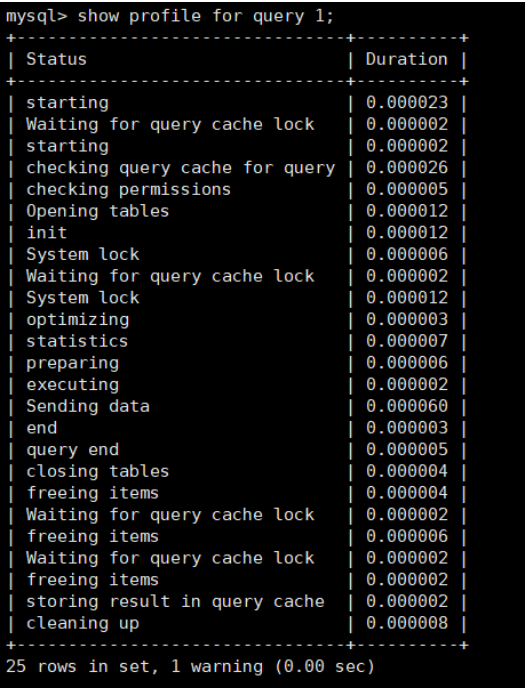 mysql> show profile for query 1;
+--------------------------------+----------+
| Status                         | Duration |
+--------------------------------+----------+
| starting                       | 0.000023 |
| Waiting for query cache lock   | 0.000002 |
| starting                       | 0.000002 |
| checking query cache for query | 0.000026 |
| checking permissions           | 0.000005 |
| Opening tables                 | 0.000012 |
| init                           | 0.000012 |
| System lock                    | 0.000006 |
| Waiting for query cache lock   | 0.000002 |
| System lock                    | 0.000012 |
| optimizing                     | 0.000003 |
| statistics                     | 0.000007 |
| preparing                      | 0.000006 |
| executing                      | 0.000002 |
| Sending data                   | 0.000060 |
| end                            | 0.000003 |
| query end                      | 0.000005 |
| closing tables                 | 0.000004 |
| freeing items                  | 0.000004 |
| Waiting for query cache lock   | 0.000002 |
| freeing items                  | 0.000006 |
| Waiting for query cache lock   | 0.000002 |
| freeing items                  | 0.000002 |
| storing result in query cache  | 0.000002 |
| cleaning up                    | 0.000008 |
+--------------------------------+----------+
25 rows in set, 1 warning (0.00 sec)